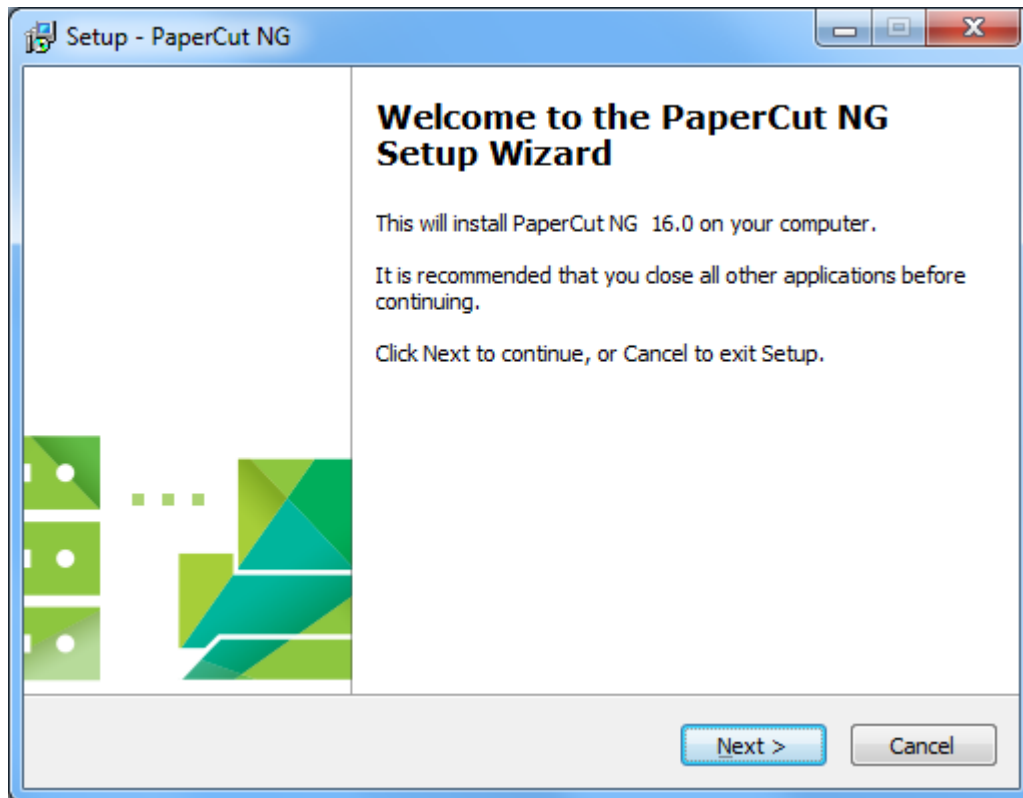 Setup - PaperCut NG
Welcome to the PaperCut NG
Setup Wizard
This will install PaperCut NG  16.0 on your computer.
It is recommended that you close all other applications before
continuing.
Click Next to continue, or Cancel to exit Setup.
Next >
Cancel